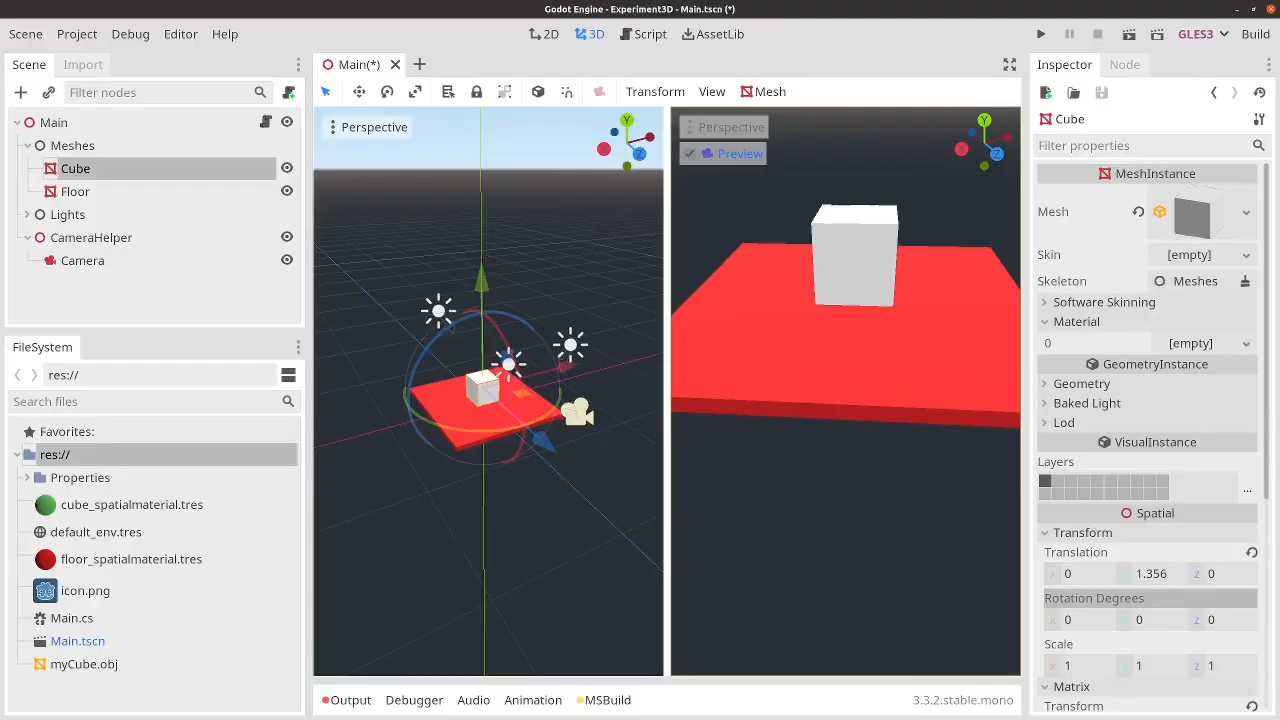 Godot Engine - Experiment3D - Main.tscn (*)
Scene Project Debug Editor Help
2D 3D Script AssetLib
GLES3 Build
Scene Import
Filter nodes
Main
Meshes
Cube
Floor
Lights
CameraHelper
Camera
FileSystem
res://
Search files
Favorites:
res://
Properties
cube_spatialmaterial.tres
default_env.tres
floor_spatialmaterial.tres
icon.png
Main.cs
Main.tscn
myCube.obj
Main(*)
Transform View Mesh
Perspective
Y
X
Z
Perspective
Preview
Y
X
Z
Output Debugger Audio Animation MSBuild 3.3.2.stable.mono
Inspector Node
Cube
Filter properties
MeshInstance
Mesh
Skin [empty]
Skeleton Meshes
Software Skinning
Material
0 [empty]
GeometryInstance
Geometry
Baked Light
Lod
VisualInstance
Layers
...
Spatial
Transform
Translation
x 0 y 1.356 z 0
Rotation Degrees
x 0 y 0 z 0
Scale
x 1 y 1 z 1
Matrix
Transform